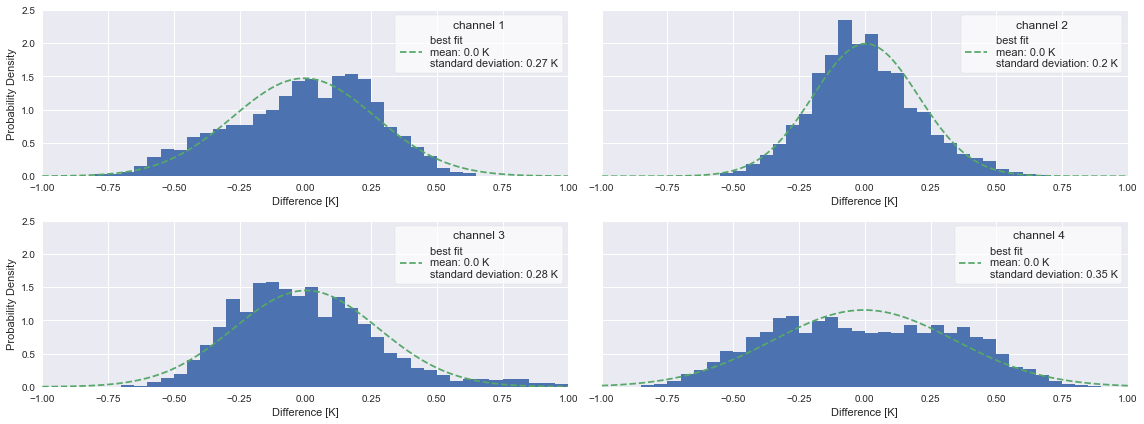 channel 1
best fit
mean: 0.0 K
standard deviation: 0.27 K
Probability Density
2.5
2.0
1.5
1.0
0.5
0.0
−1.00 −0.75 −0.50 −0.25 0.00 0.25 0.50 0.75 1.00
Difference [K]
channel 2
best fit
mean: 0.0 K
standard deviation: 0.2 K
−1.00 −0.75 −0.50 −0.25 0.00 0.25 0.50 0.75 1.00
Difference [K]
channel 3
best fit
mean: 0.0 K
standard deviation: 0.28 K
Probability Density
2.5
2.0
1.5
1.0
0.5
0.0
−1.00 −0.75 −0.50 −0.25 0.00 0.25 0.50 0.75 1.00
Difference [K]
channel 4
best fit
mean: 0.0 K
standard deviation: 0.35 K
−1.00 −0.75 −0.50 −0.25 0.00 0.25 0.50 0.75 1.00
Difference [K]